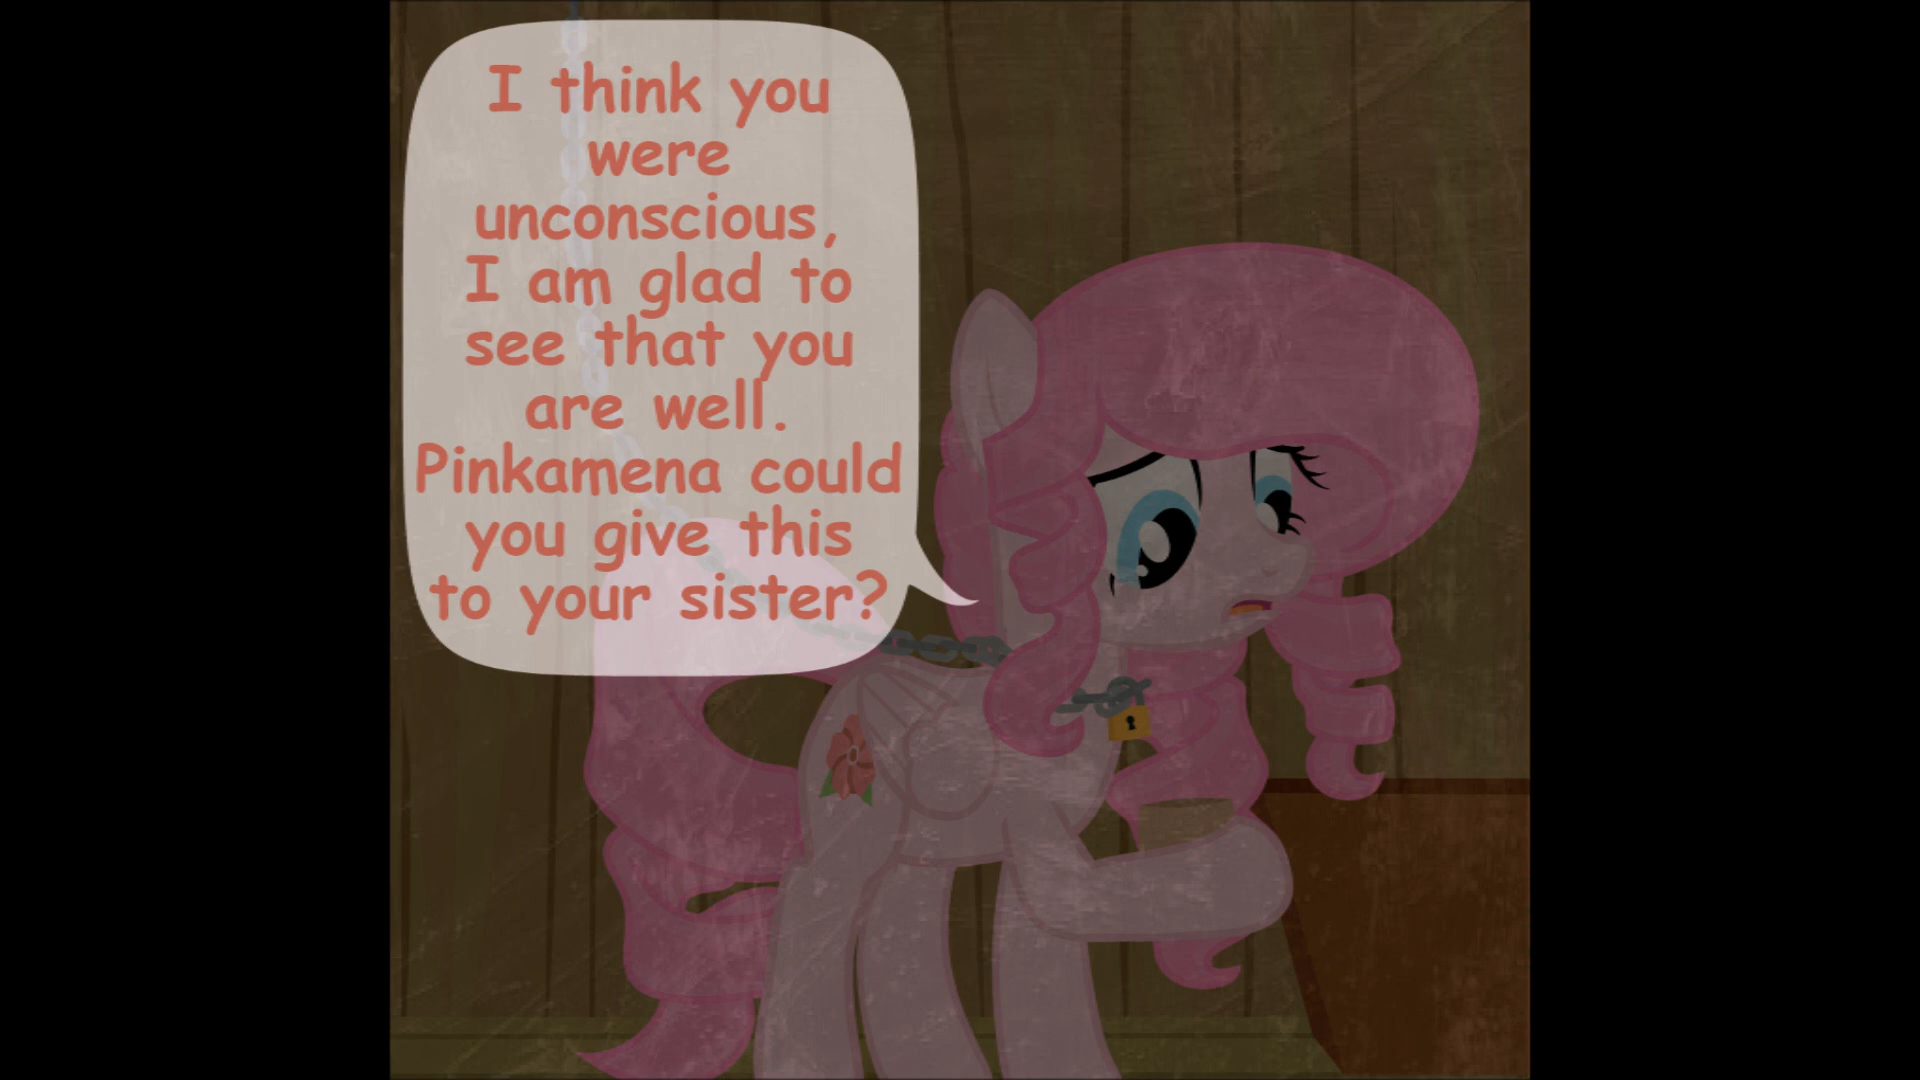 I think you
were
unconscious,
I am glad to
see that you
are well.
Pinkamena could
you give this
to your sister?